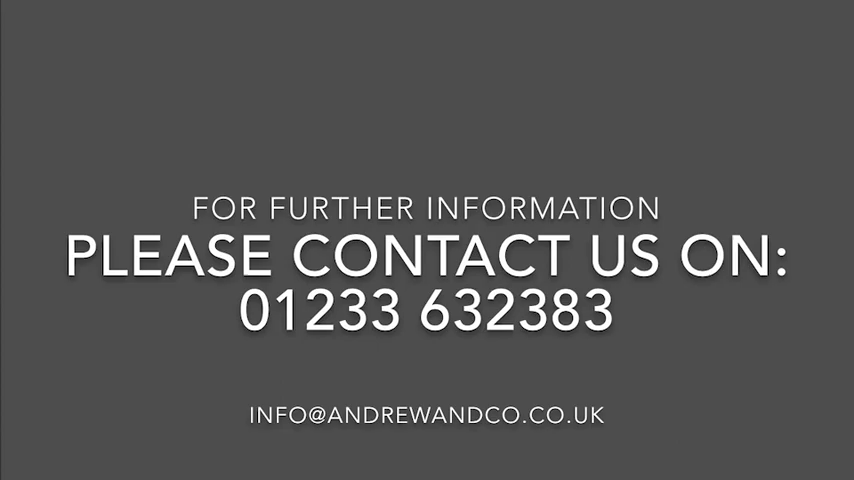 FOR FURTHER INFORMATION
PLEASE CONTACT US ON:
01233 632383
INFO@ANDREWANDCO.CO.UK